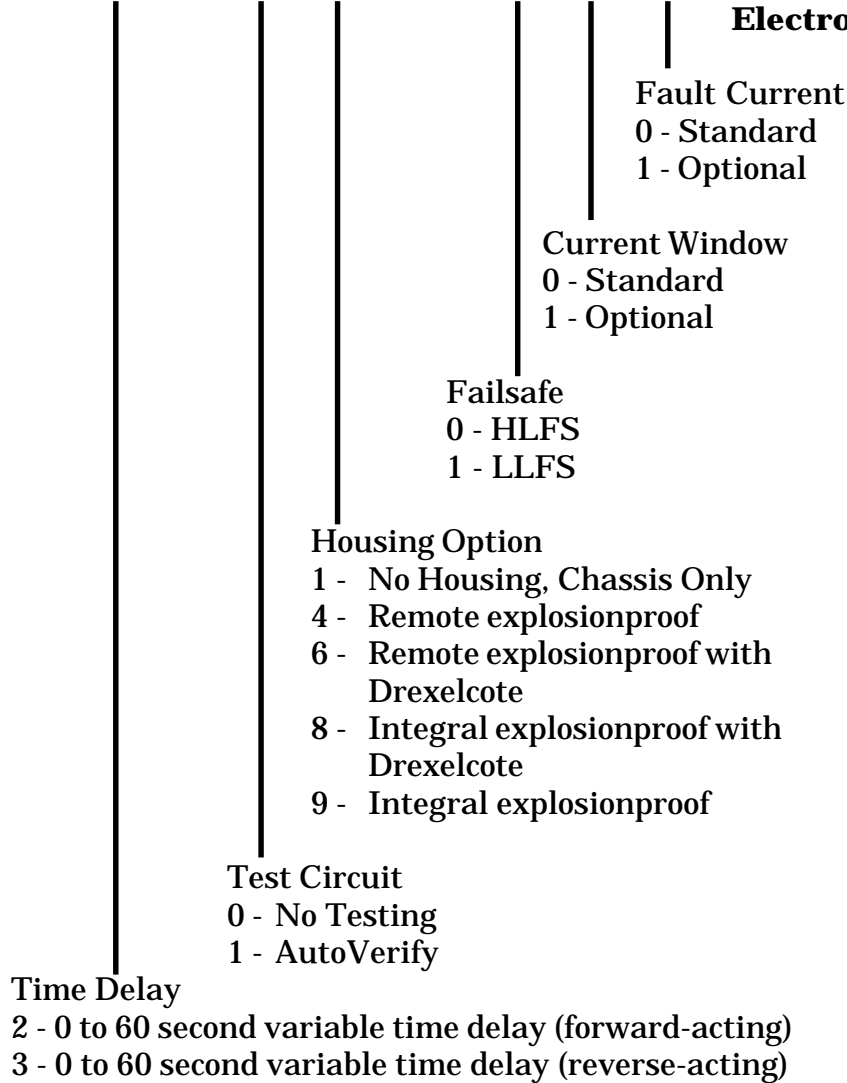 Electro
Fault Current
0 - Standard
1 - Optional
Current Window
0 - Standard
1 - Optional
Failsafe
0 - HLFS
1 - LLFS
Housing Option
1 - No Housing, Chassis Only
4 - Remote explosionproof
6 - Remote explosionproof with
Drexelcote
8 - Integral explosionproof with
Drexelcote
9 - Integral explosionproof
Test Circuit
0 - No Testing
1 - AutoVerify
Time Delay
2 - 0 to 60 second variable time delay (forward-acting)
3 - 0 to 60 second variable time delay (reverse-acting)